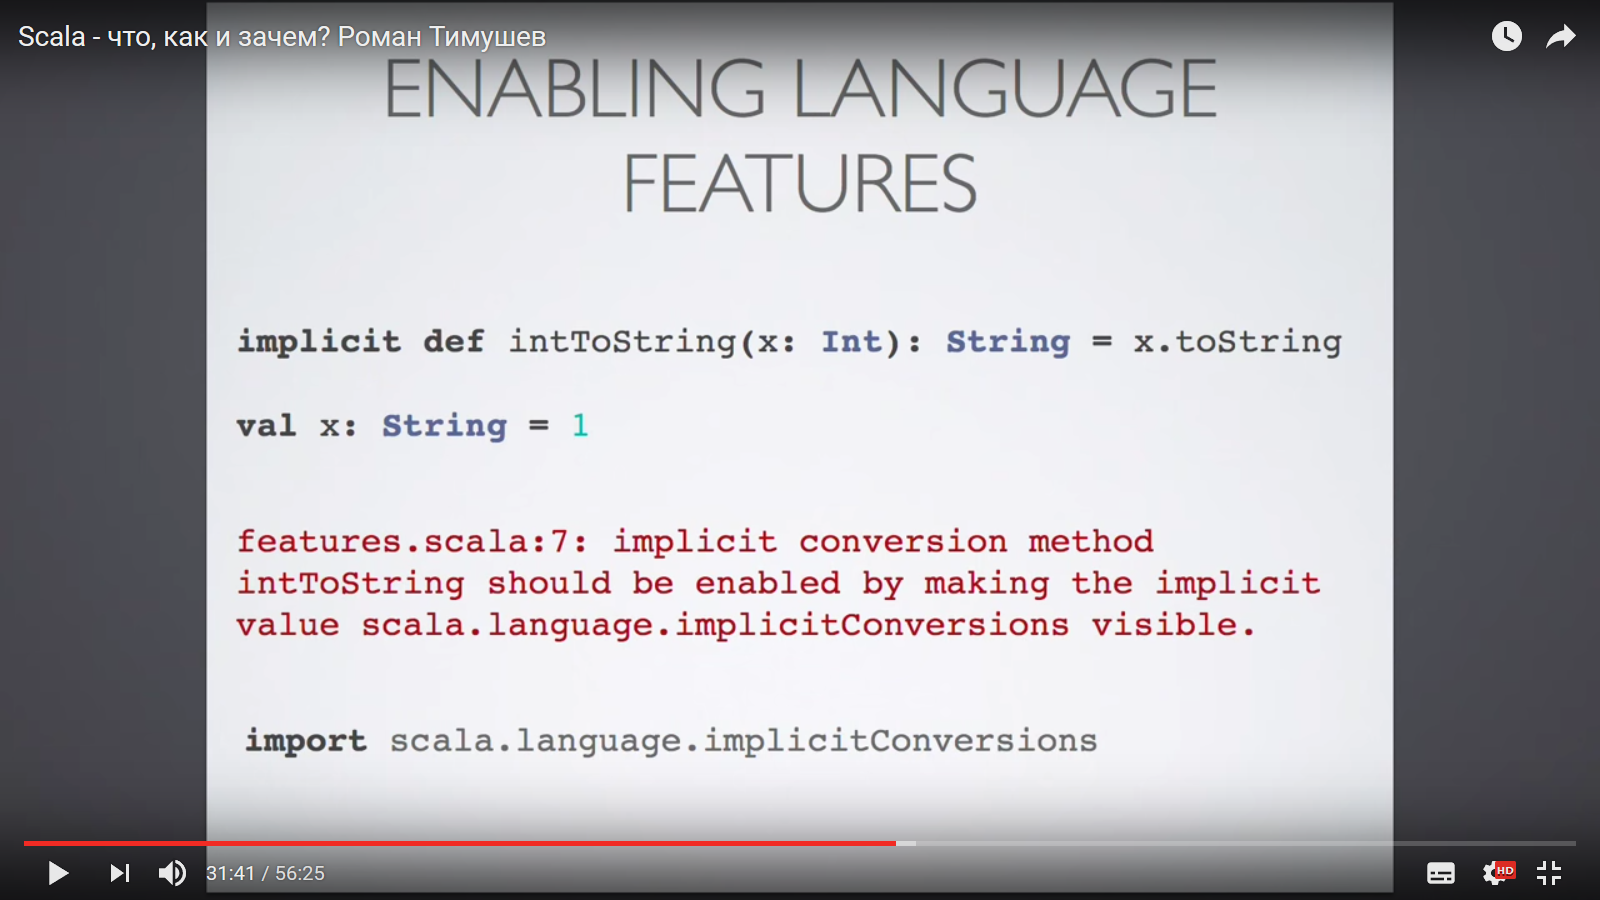 Scala - что, как и зачем? Роман Тимушев
ENABLING LANGUAGE
FEATURES
implicit def intToString(x: Int): String = x.toString
val x: String = 1
features.scala:7: implicit conversion method
intToString should be enabled by making the implicit
value scala.language.implicitConversions visible.
import scala.language.implicitConversions
31:41 / 56:25
HD